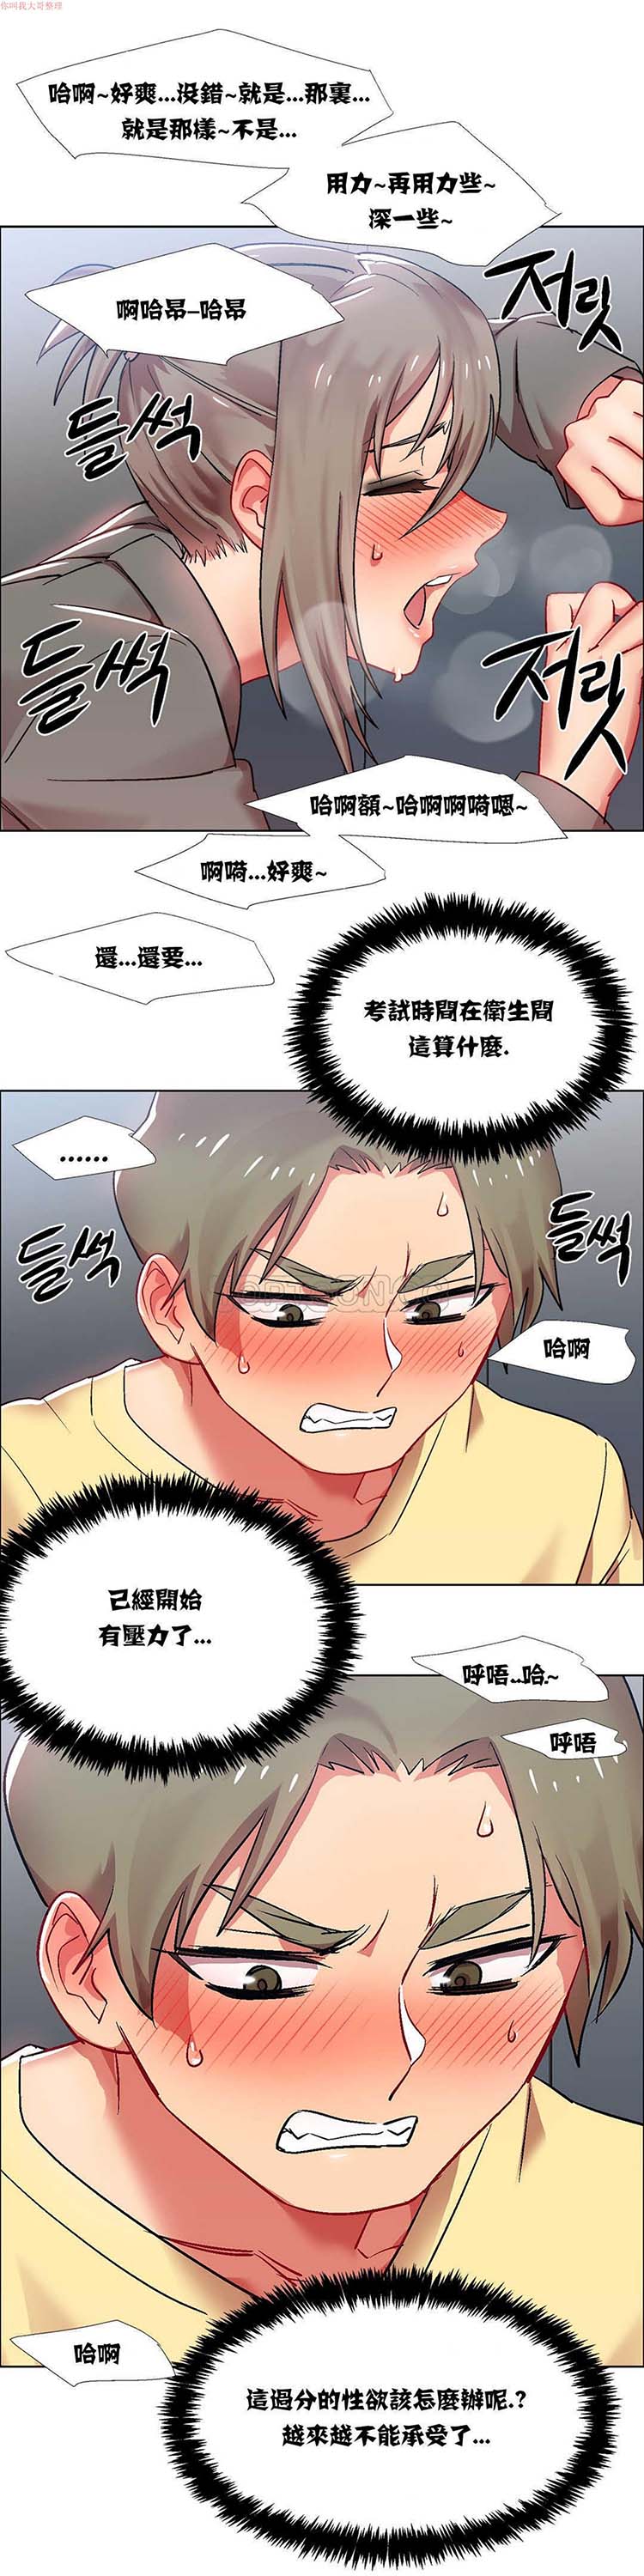 你叫我大哥整理
哈啊~好爽...没錯~就是...那裏...
就是那樣~不是...
用力~再用力些~
深一些~
저릿
啊哈昂-哈昂
들썩
들썩
저릿
哈啊額~哈啊啊嗬嗯~
啊嗬...好爽~
還...還要...
考試時間在衛生間
這算什麽.
......
들썩
들썩
哈啊
己經開始
有壓力了...
呼唔..哈~
呼唔
哈啊
這過分的性欲該怎麽辦呢.?
越來越不能承受了...